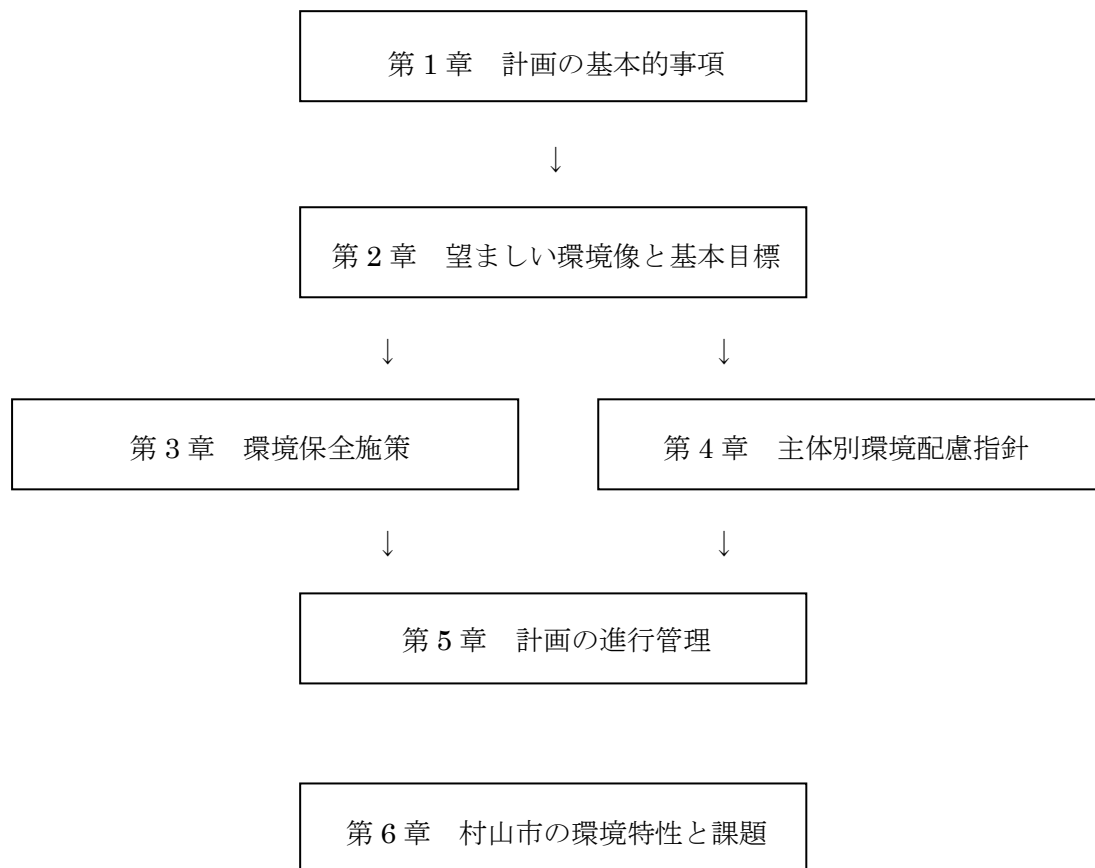 第1章　計画の基本的事項
↓
第2章　望ましい環境像と基本目標
↓　↓
第3章　環境保全施策
第4章　主体別環境配慮指針
↓　↓
第5章　計画の進行管理
第6章　村山市の環境特性と課題